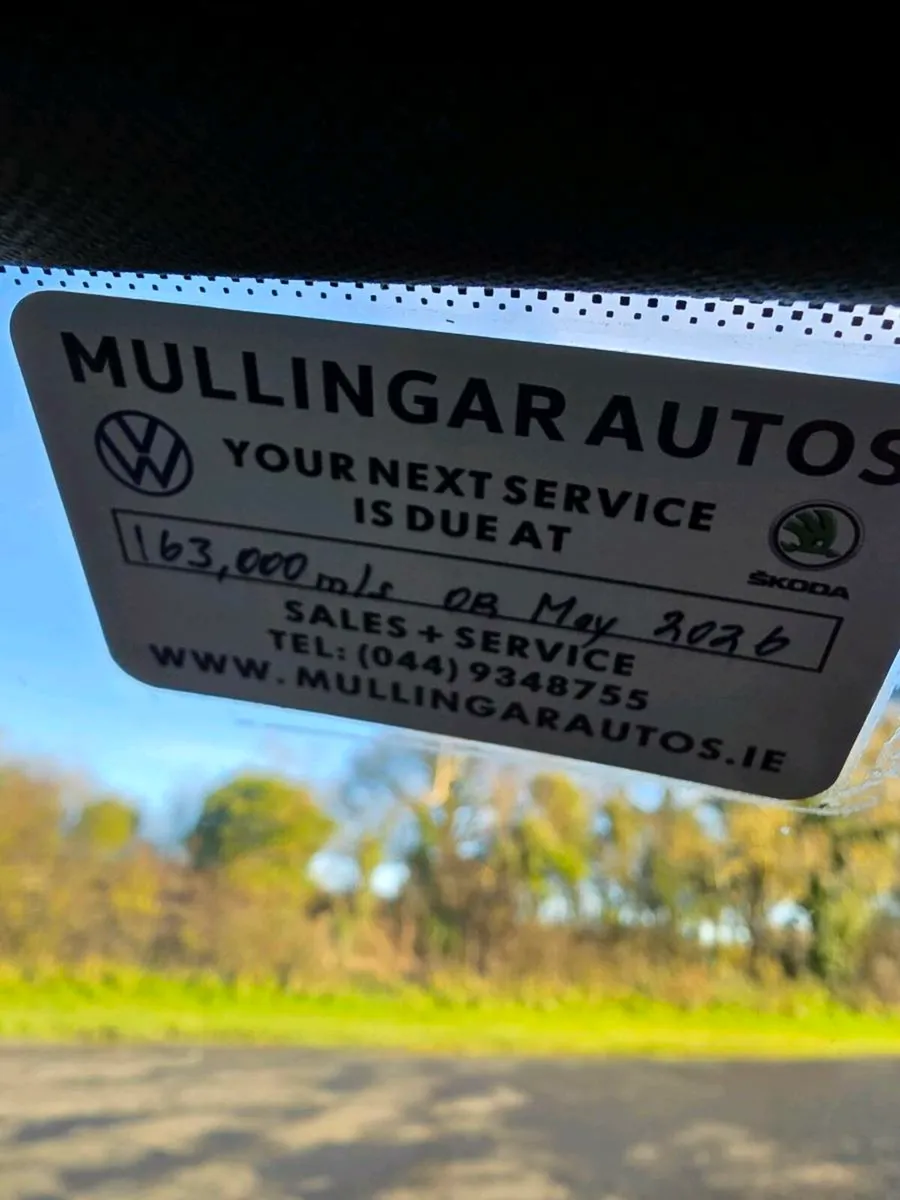 MULLINGAR AUTOS
YOUR NEXT SERVICE
IS DUE AT
163,000 mls OR May 2026
ŠKODA
SALES + SERVICE
TEL: (044) 9348755
WWW.MULLINGARAUTOS.IE